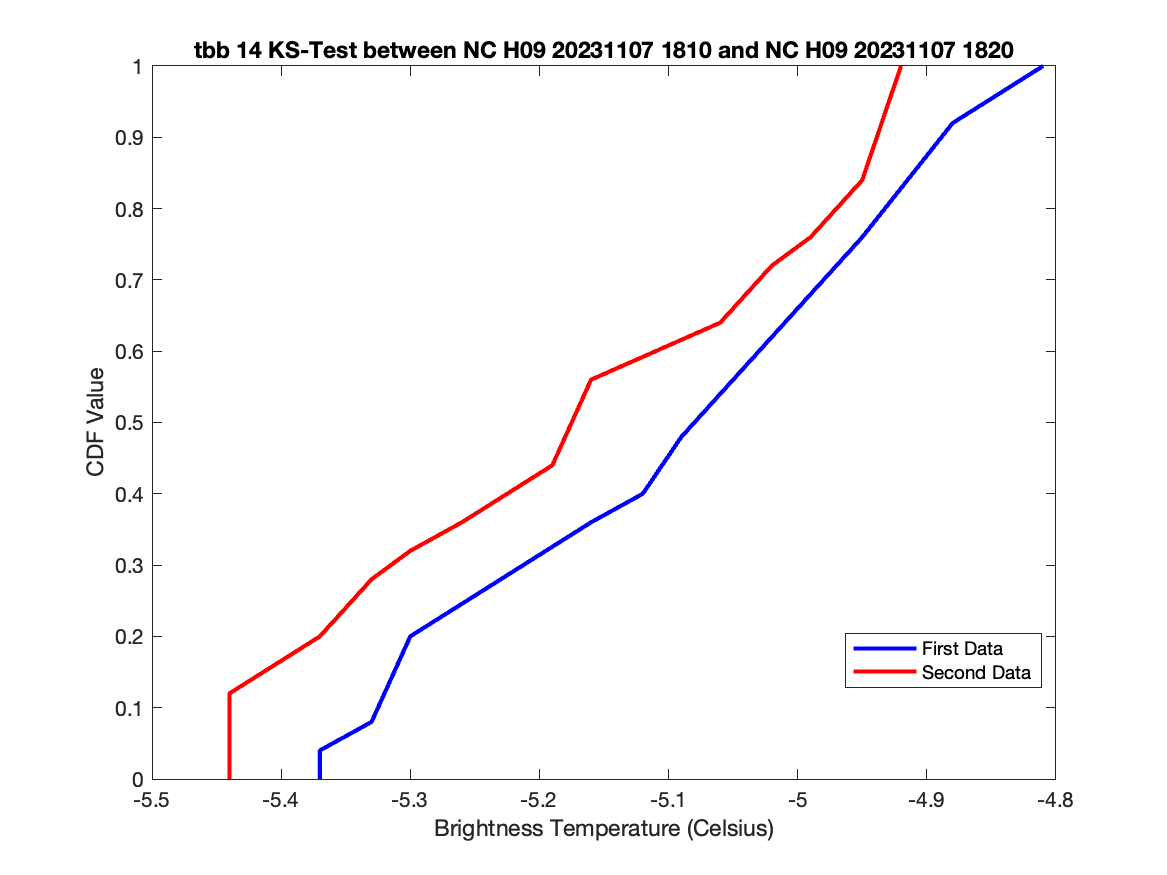 tbb 14 KS-Test between NC H09 20231107 1810 and NC H09 20231107 1820
1
0.9
0.8
0.7
0.6
0.5
0.4
0.3
0.2
0.1
0
CDF Value
First Data
Second Data
-5.5 -5.4 -5.3 -5.2 -5.1 -5 -4.9 -4.8
Brightness Temperature (Celsius)